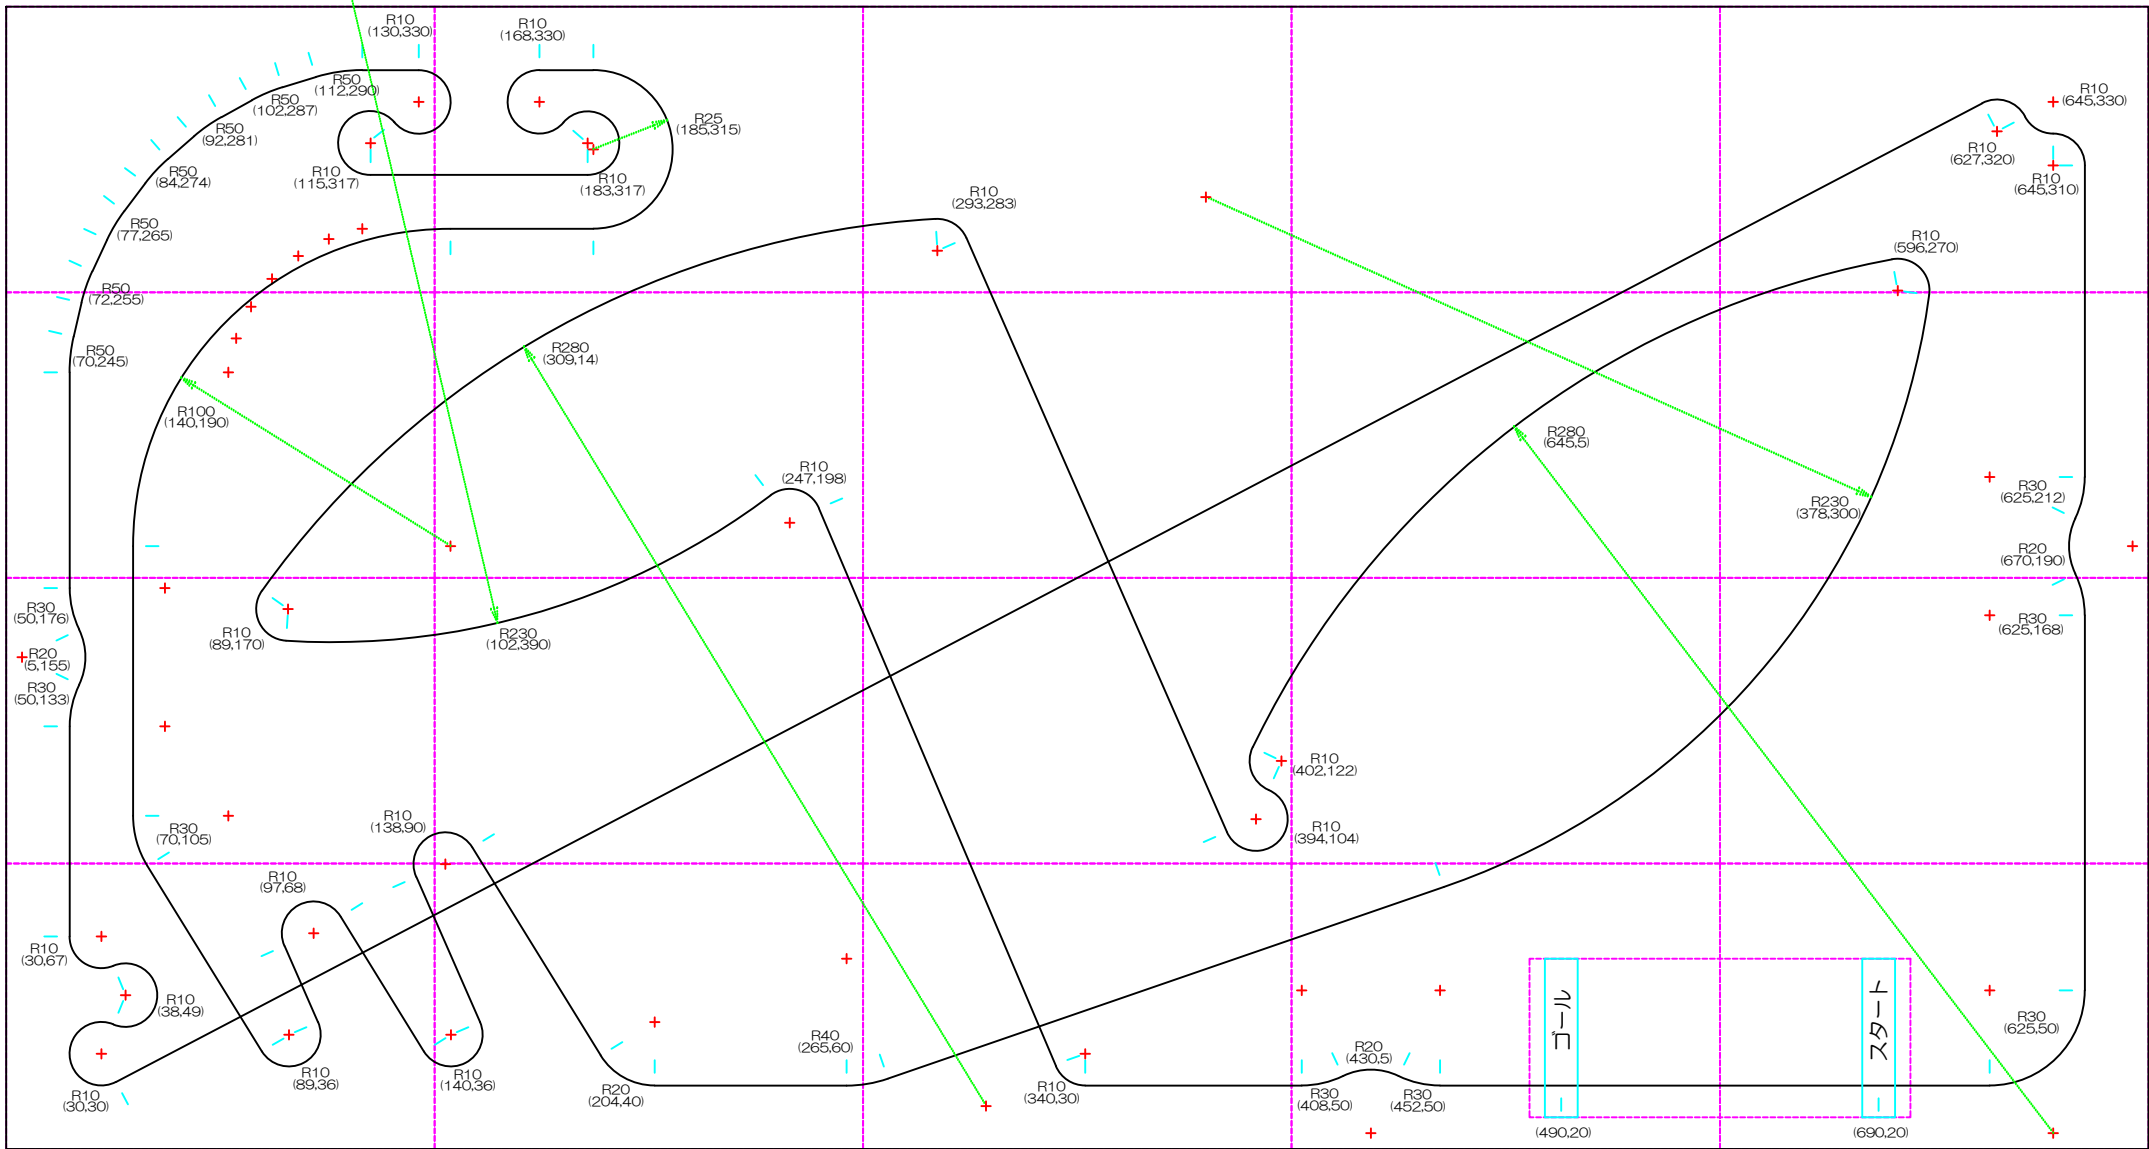 R10
(130,330)
R10
(168,330)
R50
(112,290)
R50
(102,287)
R50
(92,281)
R50
(84,274)
R50
(77,265)
R50
(72,255)
R50
(70,245)
R10
(115,317)
R10
(183,317)
R25
(185,315)
R10
(645,330)
R10
(627,320)
R10
(645,310)
R10
(293,283)
R10
(596,270)
R280
(309,14)
R100
(140,190)
R280
(645,5)
R10
(247,198)
R230
(378,300)
R30
(625,212)
R20
(670,190)
R30
(625,168)
R30
(50,176)
R20
(5,155)
R30
(50,133)
R10
(89,170)
R230
(102,390)
R10
(402,122)
R10
(394,104)
R30
(70,105)
R10
(138,90)
R10
(97,68)
R10
(30,67)
R10
(38,49)
R10
(30,30)
R10
(89,36)
R10
(140,36)
R20
(204,40)
R40
(265,60)
R10
(340,30)
R30
(408,50)
R20
(430,5)
R30
(452,50)
ゴール
(490,20)
スタート
(690,20)
R30
(625,50)